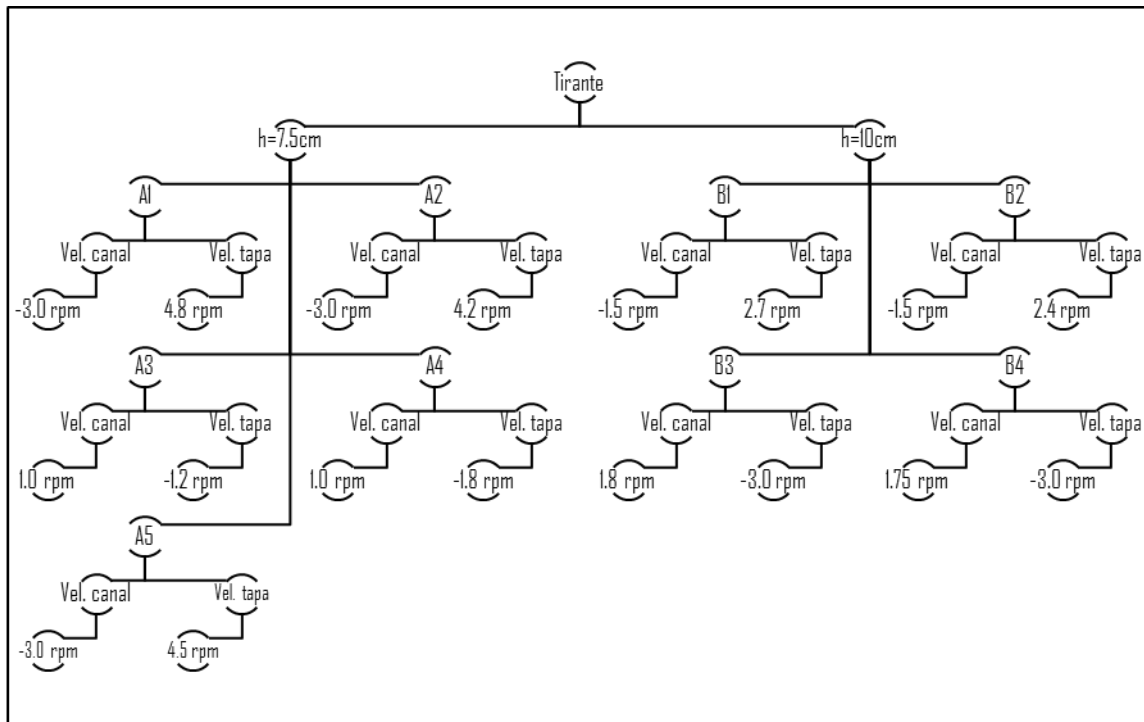 Tirante
h=7.5cm
h=10cm
A1
A2
B1
B2
Vel. canal
Vel. tapa
Vel. canal
Vel. tapa
Vel. canal
Vel. tapa
Vel. canal
Vel. tapa
-3.0 rpm
4.8 rpm
-3.0 rpm
4.2 rpm
-1.5 rpm
2.7 rpm
-1.5 rpm
2.4 rpm
A3
A4
B3
B4
Vel. canal
Vel. tapa
Vel. canal
Vel. tapa
Vel. canal
Vel. tapa
Vel. canal
Vel. tapa
1.0 rpm
-1.2 rpm
1.0 rpm
-1.8 rpm
1.8 rpm
-3.0 rpm
1.75 rpm
-3.0 rpm
A5
Vel. canal
Vel. tapa
-3.0 rpm
4.5 rpm